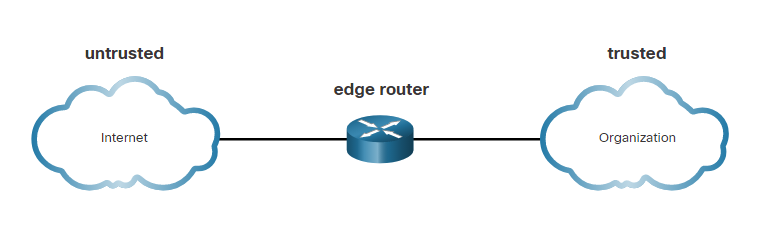 untrusted
trusted
edge router
Internet
Organization